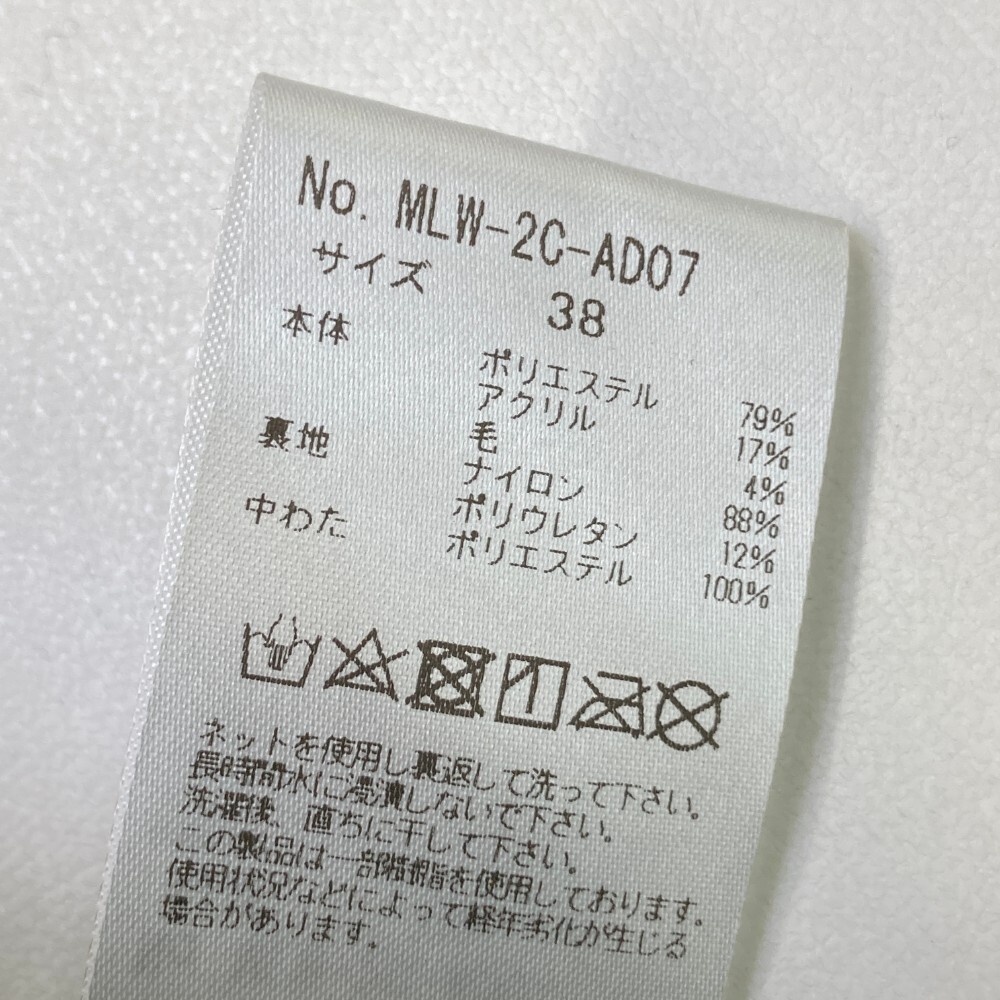 No. MLW-2C-AD07
サイズ 38
本体 ポリエステル 79%
アクリル 17%
毛 4%
裏地 ナイロン 88%
ポリウレタン 12%
中わた ポリエステル 100%
ネットを使用し裏返して洗って下さい。
長時間水に浸漬しないで下さい。
洗濯後、直ちに干して下さい。
この製品は一部樹脂を使用しております。
使用状況などによって経年劣化が生じる
場合があります。